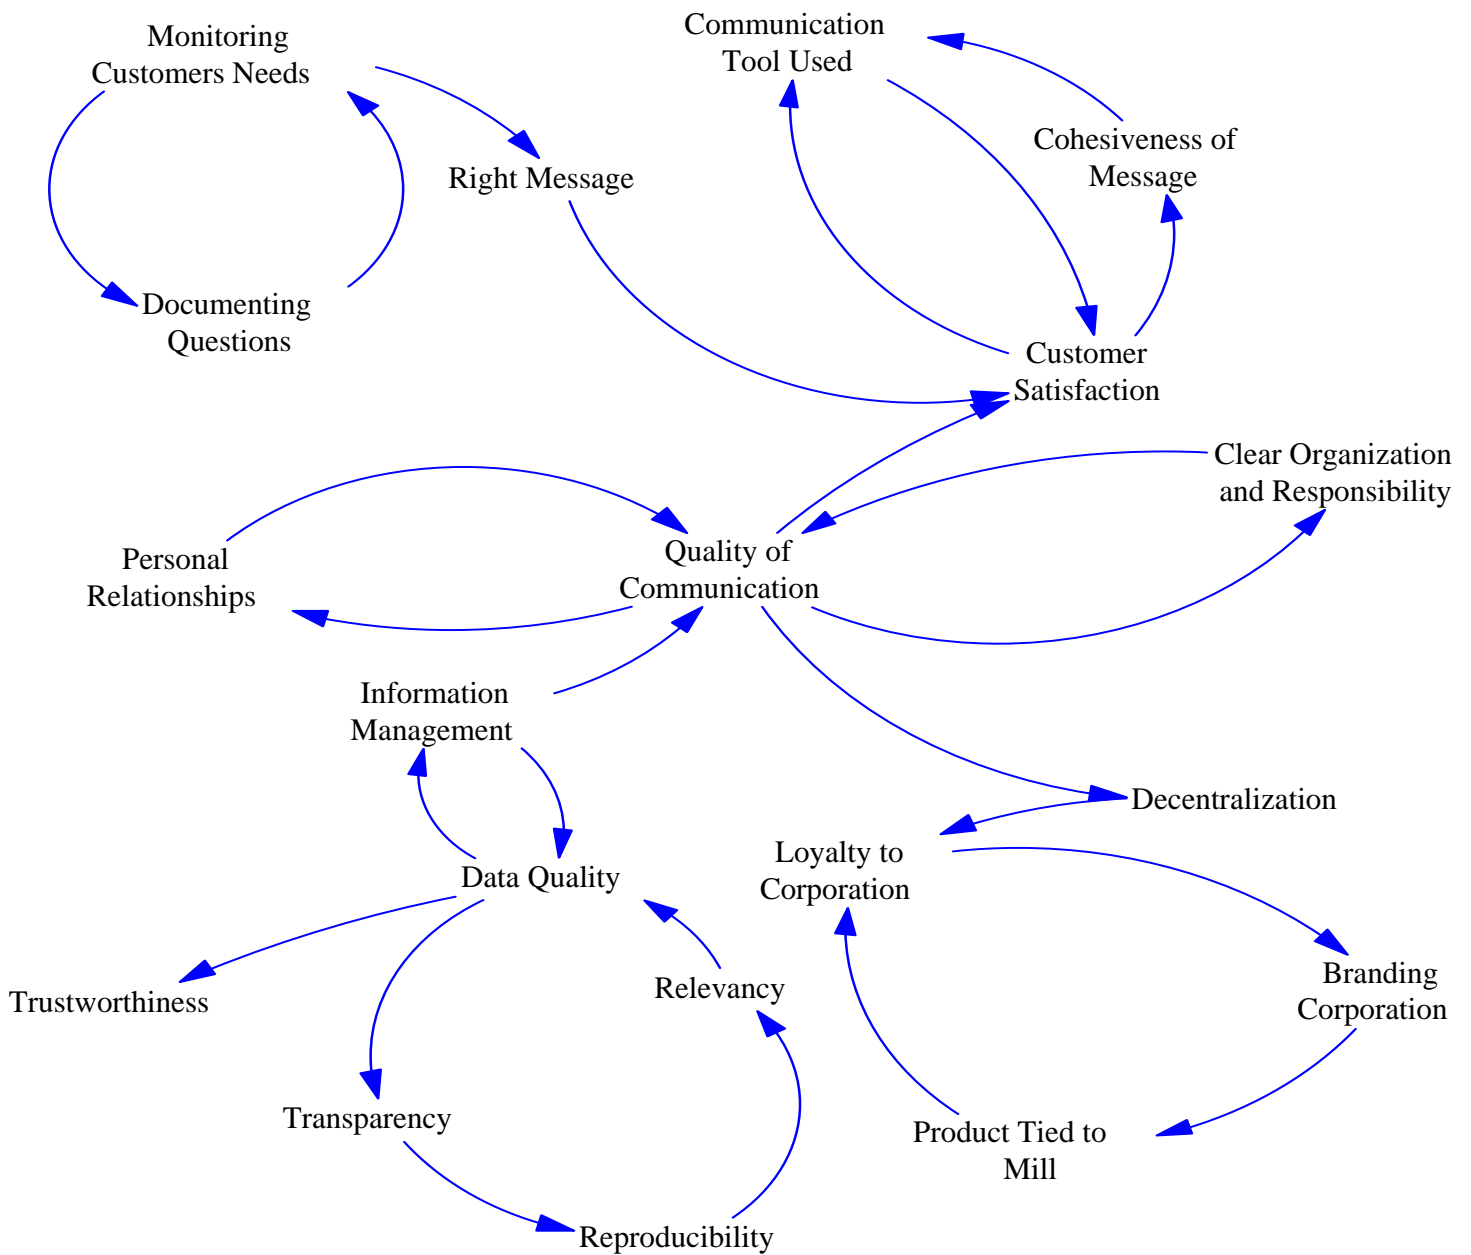 Monitoring
Customers Needs
Communication
Tool Used
Cohesiveness of
Message
Right Message
Documenting
Questions
Customer
Satisfaction
Clear Organization
and Responsibility
Personal
Relationships
Quality of
Communication
Information
Management
Decentralization
Loyalty to
Corporation
Data Quality
Branding
Corporation
Trustworthiness
Relevancy
Transparency
Product Tied to
Mill
Reproducibility